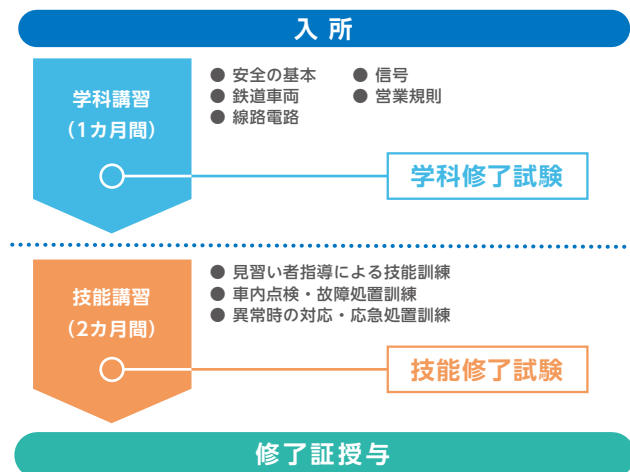 入所
学科講習
（1カ月間）
● 安全の基本
● 鉄道車両
● 線路電路
● 信号
● 営業規則
学科修了試験
技能講習
（2カ月間）
● 見習い者指導による技能訓練
● 車内点検・故障処置訓練
● 異常時の対応・応急処置訓練
技能修了試験
修了証授与